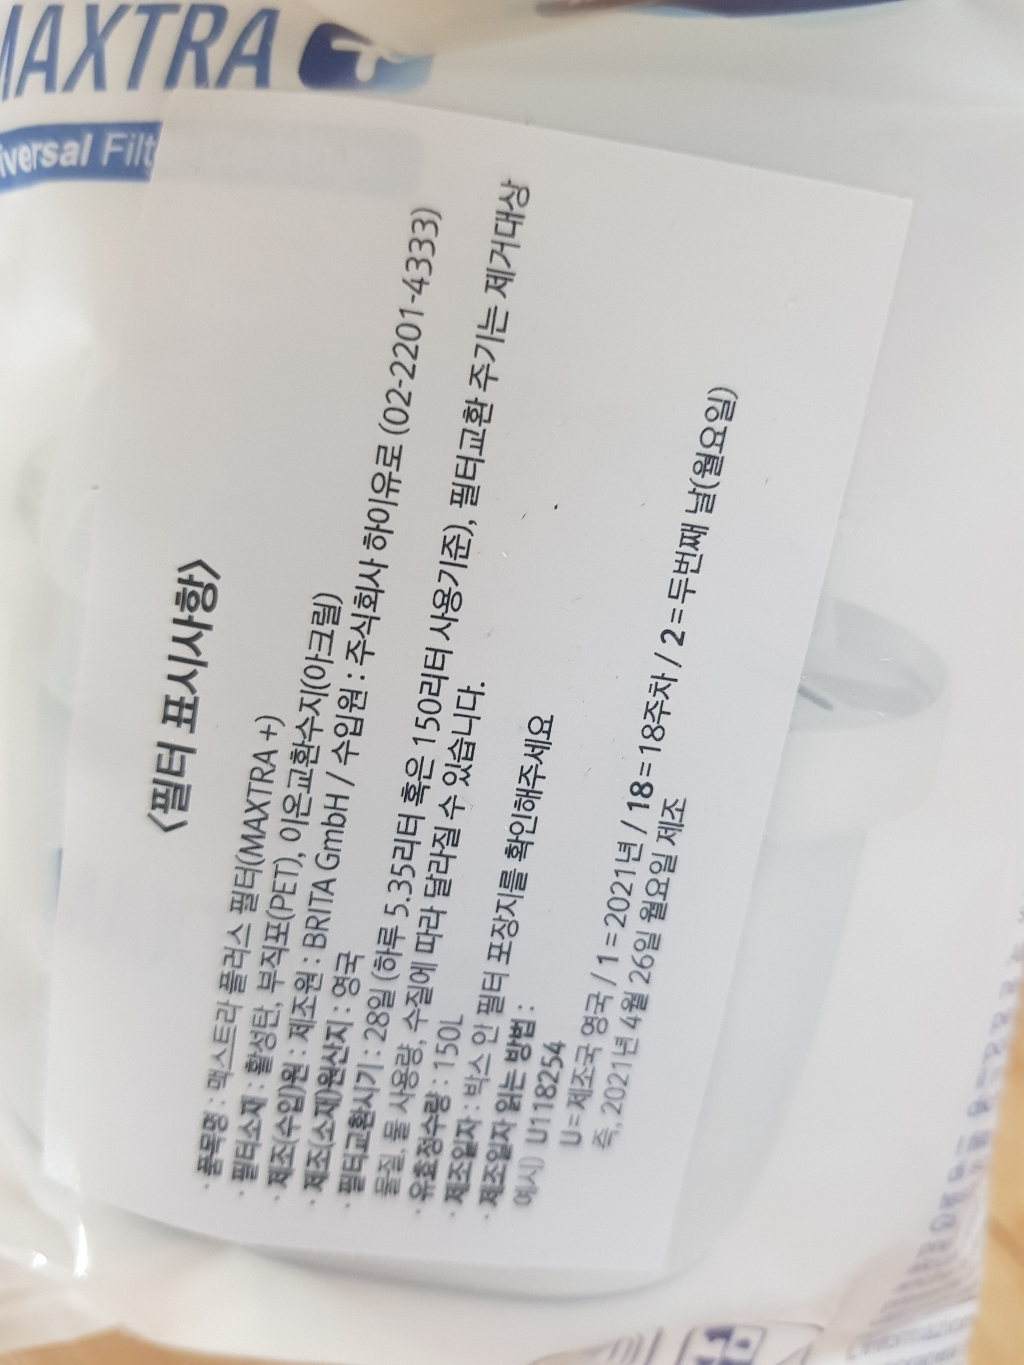 MAXTRA
iversal Filt
<필터 표시사항>
· 품목명 : 맥스트라 플러스 필터(MAXTRA +)
· 필터소재 : 활성탄, 부직포(PET), 이온교환수지(아크릴)
· 제조(수입)원 : 제조원 : BRITA GmbH / 수입원 : 주식회사 하이유로 (02-2201-4333)
· 제조(소재)원산지 : 영국
· 필터교환시기 : 28일 (하루 5.35리터 혹은 150리터 사용기준), 필터교환 주기는 제거대상
물질, 물 사용량, 수질에 따라 달라질 수 있습니다.
· 유효정수량 : 150L
· 제조일자 : 박스 안 필터 포장지를 확인해주세요
· 제조일자 읽는 방법 :
예시) U118254
U = 제조국 영국 / 1 = 2021년 / 18 = 18주차 / 2 = 두번째 날(월요일)
즉, 2021년 4월 26일 월요일 제조